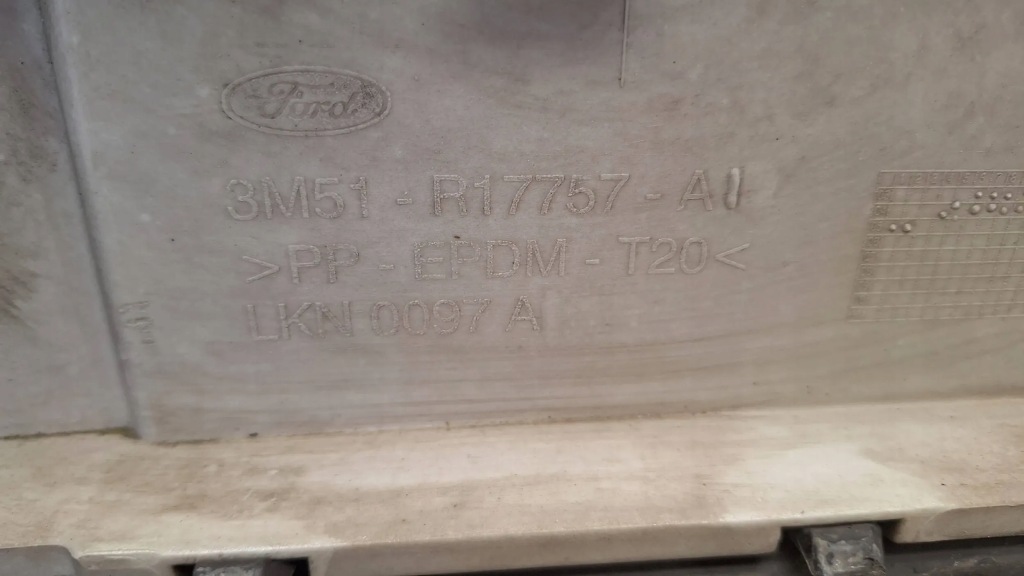 Ford
3M51 - R17757 - AI
>PP - EPDM - T20<
LKN 0097 A